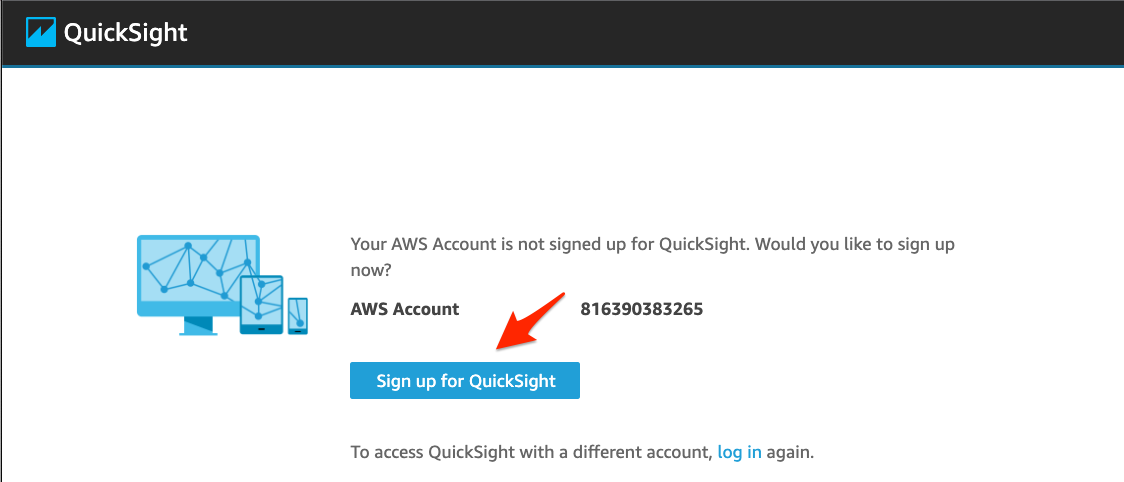 QuickSight
Your AWS Account is not signed up for QuickSight. Would you like to sign up
now?
AWS Account 816390383265
Sign up for QuickSight
To access QuickSight with a different account, log in again.